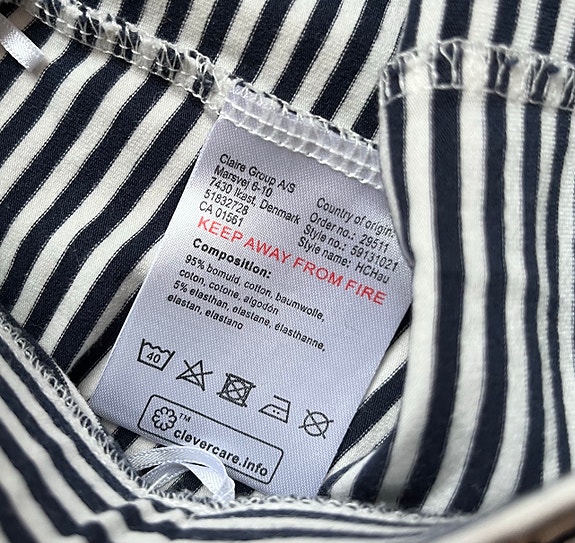 Claire Group A/S
Marsvej 6-10
7430 Ikast, Denmark
51832728
CA 01561
Country of origin:
Order no.: 29511
Style no.: 59131021
Style name: HCHau
KEEP AWAY FROM FIRE
Composition:
95% bomuld, cotton, baumwolle,
coton, cotone, algodón
5% elasthan, elastane, élasthanne,
elastan, elastano
40
TM
clevercare.info